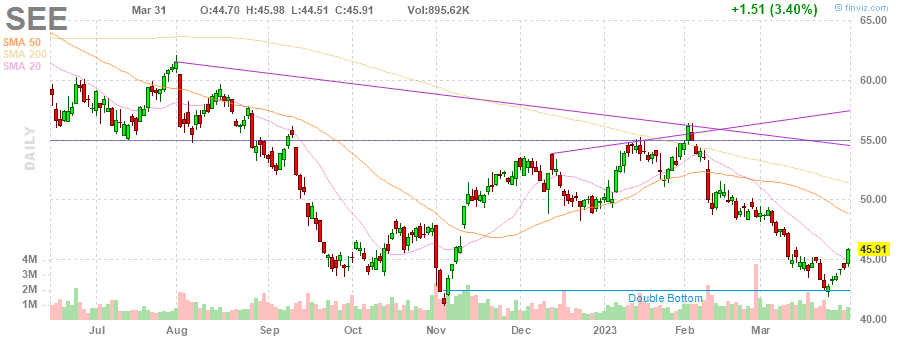 SEE
Mar 31 O:44.70 H:45.98 L:44.51 C:45.91 Vol:895.62K
+1.51 (3.40%)
© finviz.com
SMA 50
SMA 200
SMA 20
DAILY
65.00
60.00
55.00
50.00
45.91
45.00
40.00
4M
3M
2M
1M
Double Bottom
Jul Aug Sep Oct Nov Dec 2023 Feb Mar